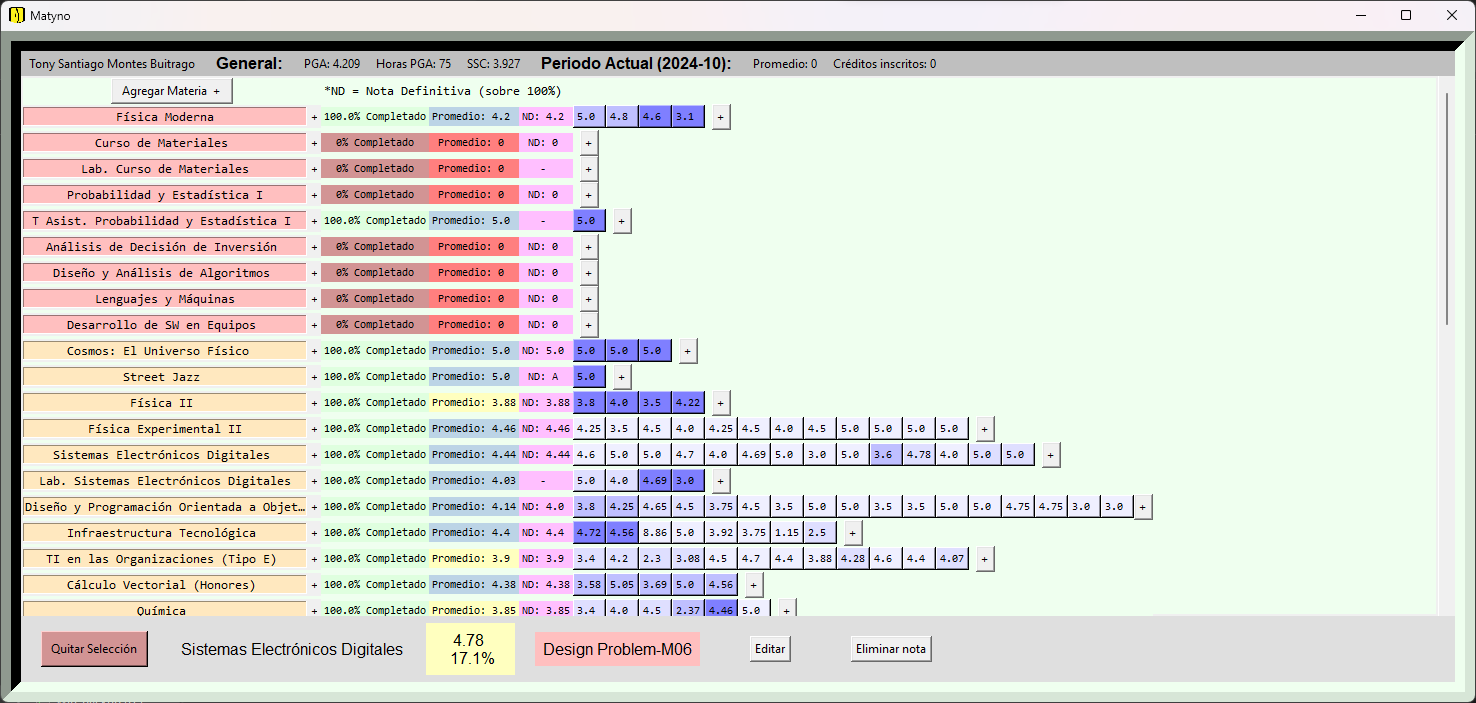 Matyno
Tony Santiago Montes Buitrago General: PGA: 4.209 Horas PGA: 75 SSC: 3.927 Periodo Actual (2024-10): Promedio: 0 Créditos inscritos: 0
Agregar Materia + *ND = Nota Definitiva (sobre 100%)
Física Moderna + 100.0% Completado Promedio: 4.2 ND: 4.2 5.0 4.8 4.6 3.1 +
Curso de Materiales + 0% Completado Promedio: 0 ND: 0 +
Lab. Curso de Materiales + 0% Completado Promedio: 0 - +
Probabilidad y Estadística I + 0% Completado Promedio: 0 ND: 0 +
T Asist. Probabilidad y Estadística I + 100.0% Completado Promedio: 5.0 - 5.0 +
Análisis de Decisión de Inversión + 0% Completado Promedio: 0 ND: 0 +
Diseño y Análisis de Algoritmos + 0% Completado Promedio: 0 ND: 0 +
Lenguajes y Máquinas + 0% Completado Promedio: 0 ND: 0 +
Desarrollo de SW en Equipos + 0% Completado Promedio: 0 ND: 0 +
Cosmos: El Universo Físico + 100.0% Completado Promedio: 5.0 ND: 5.0 5.0 5.0 5.0 +
Street Jazz + 100.0% Completado Promedio: 5.0 ND: A 5.0 +
Física II + 100.0% Completado Promedio: 3.88 ND: 3.88 3.8 4.0 3.5 4.22 +
Física Experimental II + 100.0% Completado Promedio: 4.46 ND: 4.46 4.25 3.5 4.5 4.0 4.25 4.5 4.0 4.5 5.0 5.0 5.0 5.0 +
Sistemas Electrónicos Digitales + 100.0% Completado Promedio: 4.44 ND: 4.44 4.6 5.0 5.0 4.7 4.0 4.69 5.0 3.0 5.0 3.6 4.78 4.0 5.0 5.0 +
Lab. Sistemas Electrónicos Digitales + 100.0% Completado Promedio: 4.03 - 5.0 4.0 4.69 3.0 +
Diseño y Programación Orientada a Objet… + 100.0% Completado Promedio: 4.14 ND: 4.0 3.8 4.25 4.65 4.5 3.75 4.5 3.5 5.0 5.0 3.5 3.5 5.0 5.0 4.75 4.75 3.0 3.0 +
Infraestructura Tecnológica + 100.0% Completado Promedio: 4.4 ND: 4.4 4.72 4.56 8.86 5.0 3.92 3.75 1.15 2.5 +
TI en las Organizaciones (Tipo E) + 100.0% Completado Promedio: 3.9 ND: 3.9 3.4 4.2 2.3 3.08 4.5 4.7 4.4 3.88 4.28 4.6 4.4 4.07 +
Cálculo Vectorial (Honores) + 100.0% Completado Promedio: 4.38 ND: 4.38 3.58 5.05 3.69 5.0 4.56 +
Química + 100.0% Completado Promedio: 3.85 ND: 3.85 3.4 4.0 4.5 2.37 4.46 5.0 +
Quitar Selección Sistemas Electrónicos Digitales 4.78 Design Problem-M06 Editar Eliminar nota
17.1%